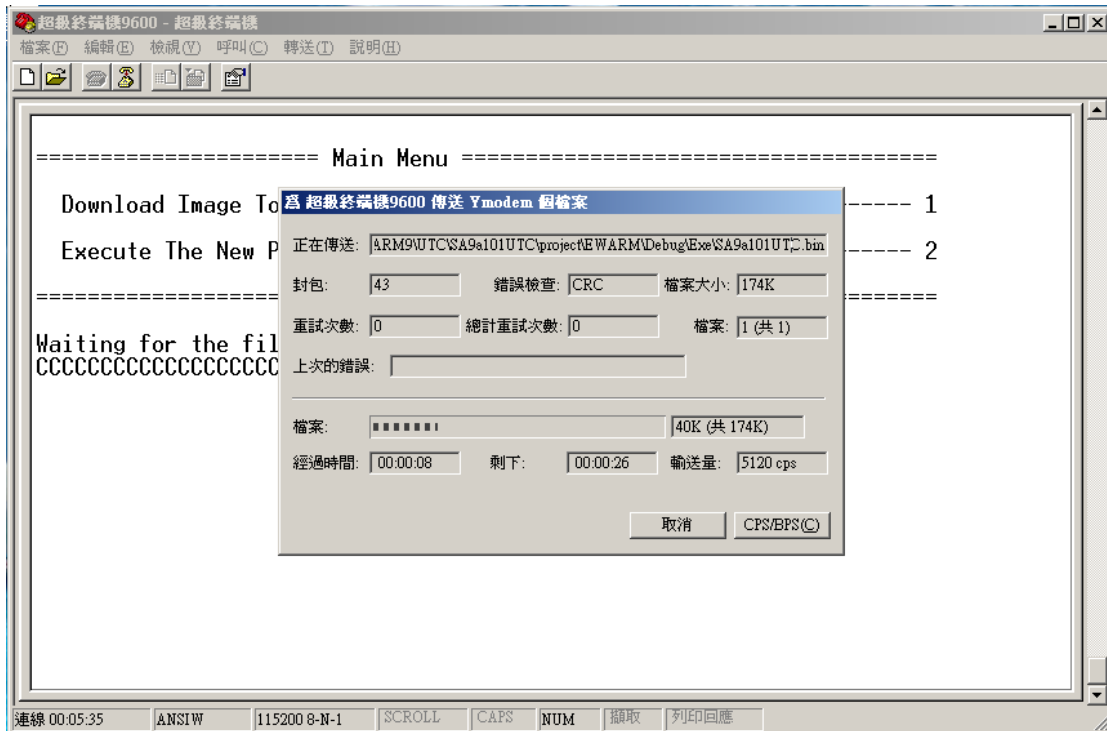 超級終端機9600 - 超級終端機
檔案(F) 編輯(E) 檢視(V) 呼叫(C) 轉送(T) 說明(H)
====================== Main Menu =====================================
Download Image To ----- 1
Execute The New P ----- 2
Waiting for the fil
CCCCCCCCCCCCCCCCCCC
為 超級終端機9600 傳送 Ymodem 個檔案
正在傳送: ARM9\UTC\SA9a101UTC\project\EWARM\Debug\Exe\SA9a101UTC.bin
封包: 43 錯誤檢查: CRC 檔案大小: 174K
重試次數: 0 總計重試次數: 0 檔案: 1 (共 1)
上次的錯誤:
檔案: 40K (共 174K)
經過時間: 00:00:08 剩下: 00:00:26 輸送量: 5120 cps
取消 CPS/BPS(C)
連線 00:05:35 ANSIW 115200 8-N-1 SCROLL CAPS NUM 擷取 列印回應